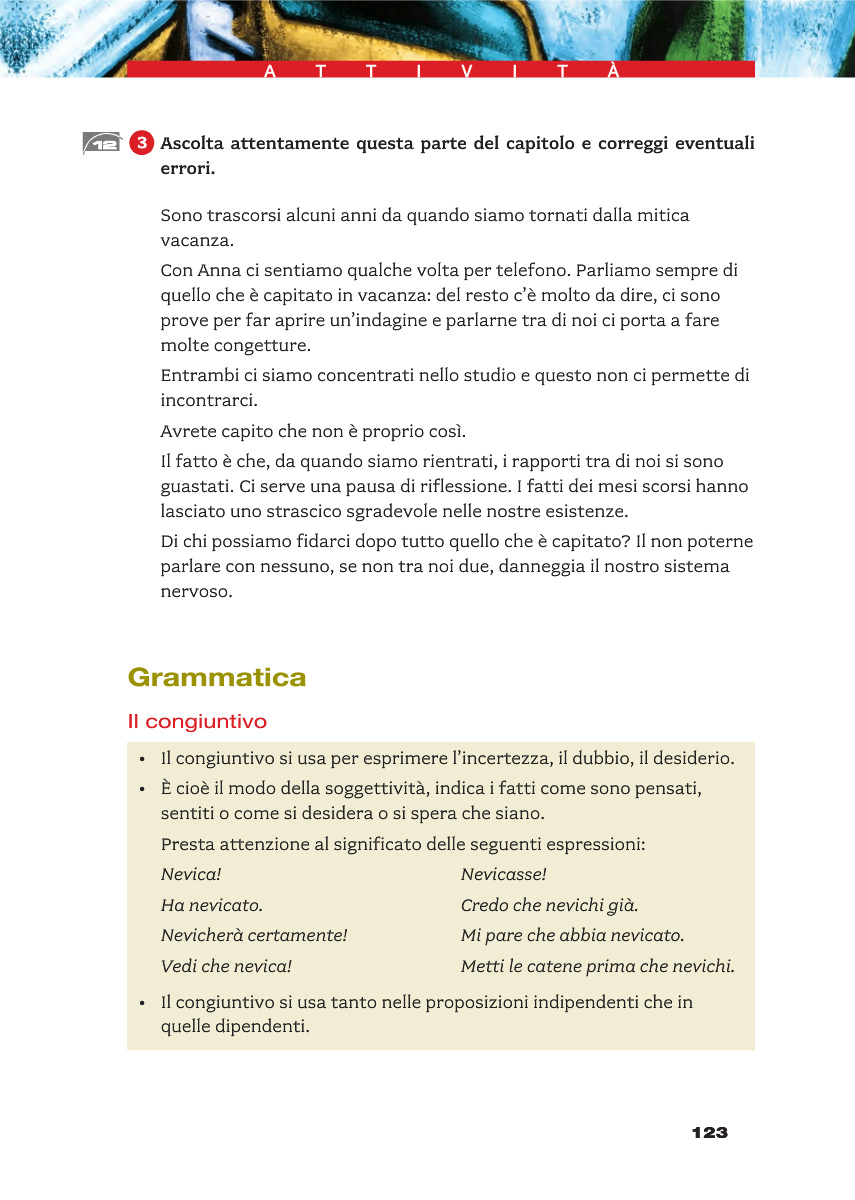 ATTIVITÀ
12 3 Ascolta attentamente questa parte del capitolo e correggi eventuali
errori.
Sono trascorsi alcuni anni da quando siamo tornati dalla mitica
vacanza.
Con Anna ci sentiamo qualche volta per telefono. Parliamo sempre di
quello che è capitato in vacanza: del resto c’è molto da dire, ci sono
prove per far aprire un’indagine e parlarne tra di noi ci porta a fare
molte congetture.
Entrambi ci siamo concentrati nello studio e questo non ci permette di
incontrarci.
Avrete capito che non è proprio così.
Il fatto è che, da quando siamo rientrati, i rapporti tra di noi si sono
guastati. Ci serve una pausa di riflessione. I fatti dei mesi scorsi hanno
lasciato uno strascico sgradevole nelle nostre esistenze.
Di chi possiamo fidarci dopo tutto quello che è capitato? Il non poterne
parlare con nessuno, se non tra noi due, danneggia il nostro sistema
nervoso.
Grammatica
Il congiuntivo
• Il congiuntivo si usa per esprimere l’incertezza, il dubbio, il desiderio.
• È cioè il modo della soggettività, indica i fatti come sono pensati,
sentiti o come si desidera o si spera che siano.
Presta attenzione al significato delle seguenti espressioni:
Nevica! Nevicasse!
Ha nevicato. Credo che nevichi già.
Nevicherà certamente! Mi pare che abbia nevicato.
Vedi che nevica! Metti le catene prima che nevichi.
• Il congiuntivo si usa tanto nelle proposizioni indipendenti che in
quelle dipendenti.
123